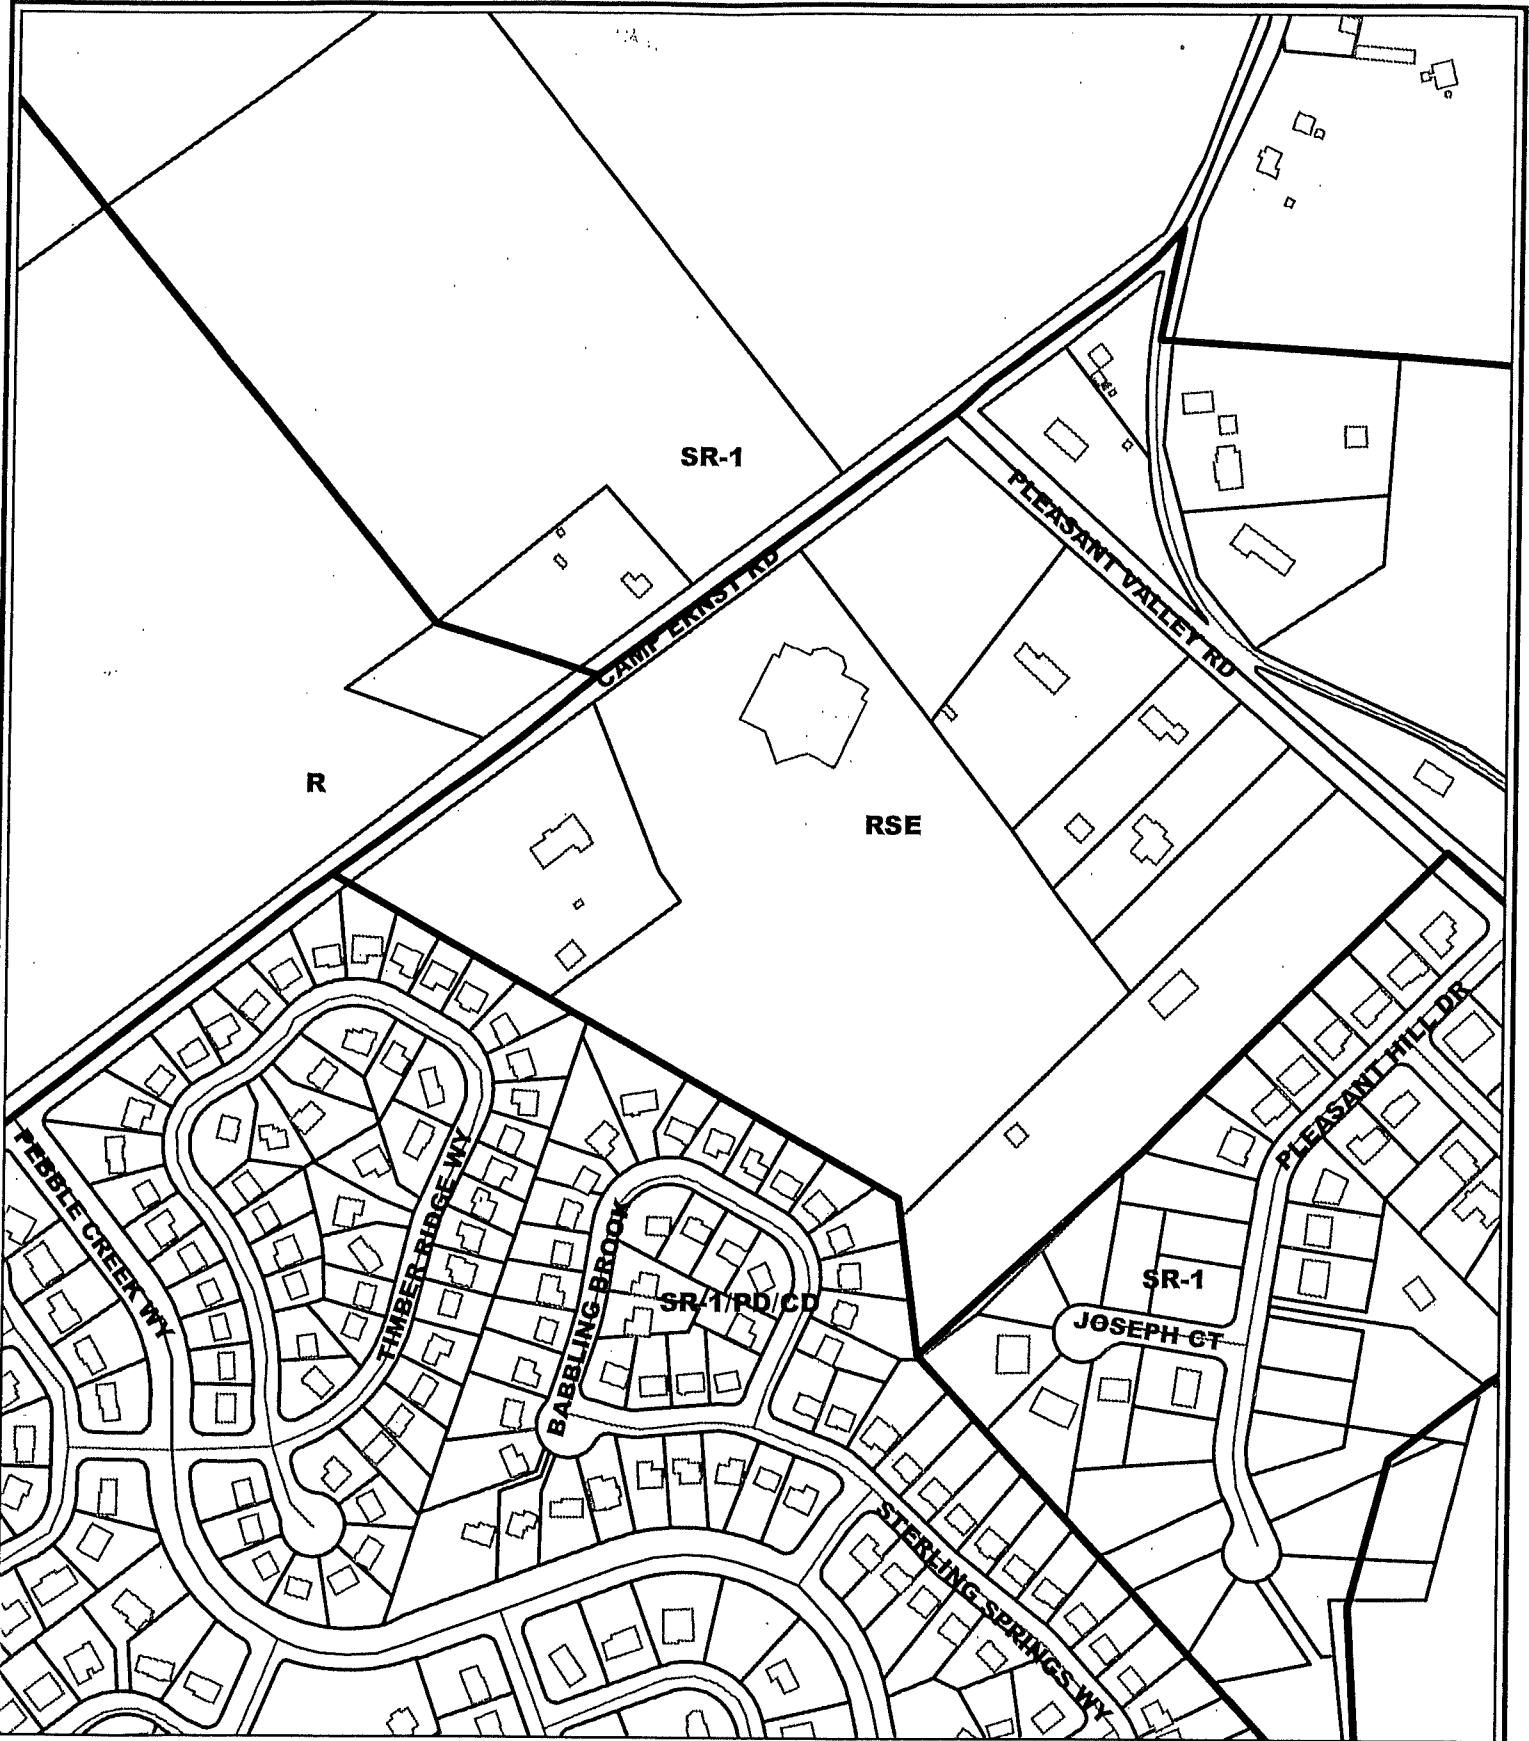 SR-1
PLEASANT VALLEY RD
CAMP ERNST RD
R
RSE
PLEASANT HILL DR
PEBBLE CREEK WY
TIMBER RIDGE WY
BABBLING BROOK
SR-1/PD/CD
SR-1
JOSEPH CT
STERLING SPRINGS WY